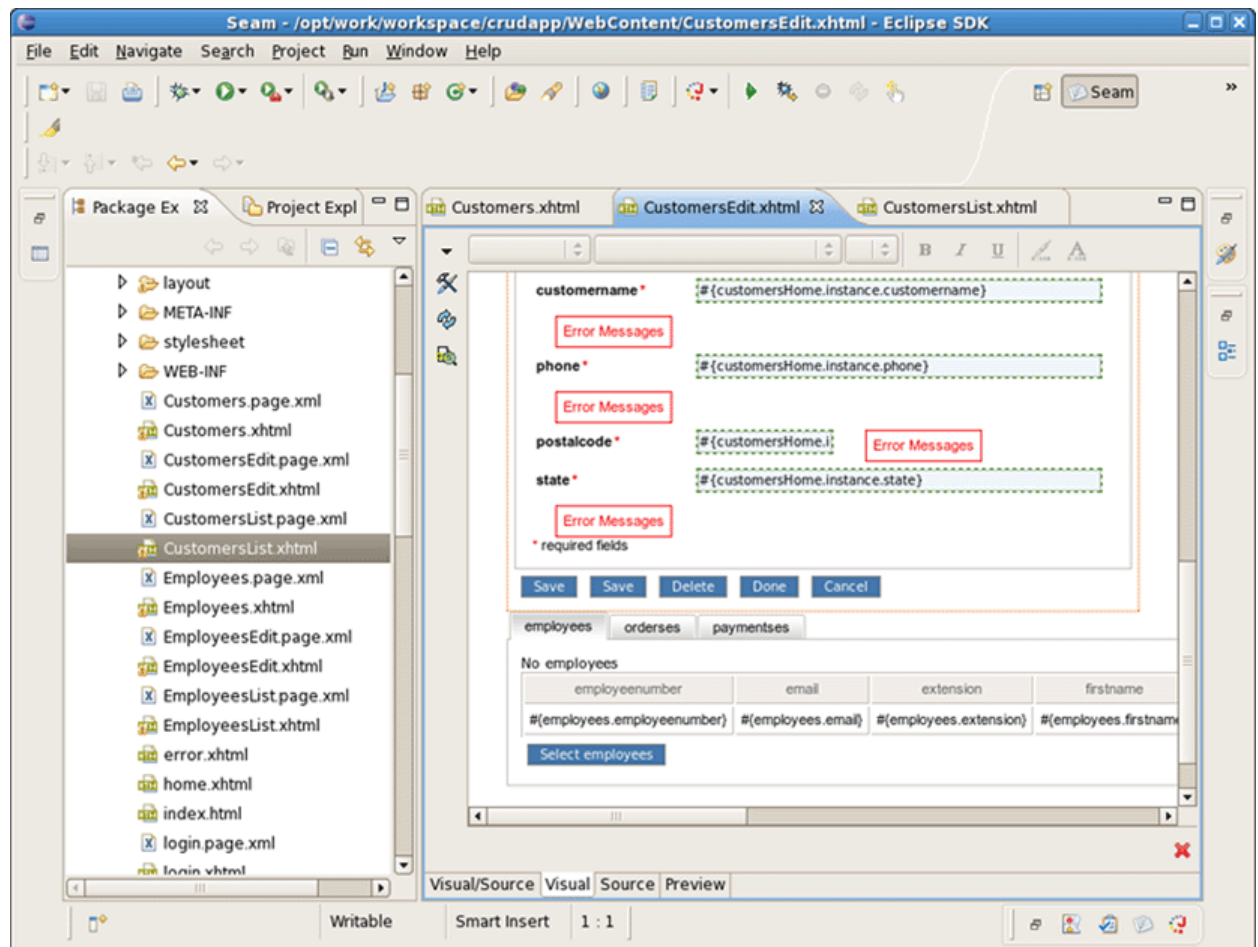 Seam - /opt/work/workspace/crudapp/WebContent/CustomersEdit.xhtml - Eclipse SDK
File Edit Navigate Search Project Run Window Help
Seam
Package Ex Project Expl
layout
META-INF
stylesheet
WEB-INF
Customers.page.xml
Customers.xhtml
CustomersEdit.page.xml
CustomersEdit.xhtml
CustomersList.page.xml
CustomersList.xhtml
Employees.page.xml
Employees.xhtml
EmployeesEdit.page.xml
EmployeesEdit.xhtml
EmployeesList.page.xml
EmployeesList.xhtml
error.xhtml
home.xhtml
index.html
login.page.xml
login.xhtml
Customers.xhtml CustomersEdit.xhtml CustomersList.xhtml
B I U A
customername* #{customersHome.instance.customername}
Error Messages
phone* #{customersHome.instance.phone}
Error Messages
postalcode* #{customersHome.i Error Messages
state* #{customersHome.instance.state}
Error Messages
* required fields
Save Save Delete Done Cancel
employees orderses paymentses
No employees
employeenumber email extension firstname
#{employees.employeenumber} #{employees.email} #{employees.extension} #{employees.firstname
Select employees
Visual/Source Visual Source Preview
Writable Smart Insert 1 : 1